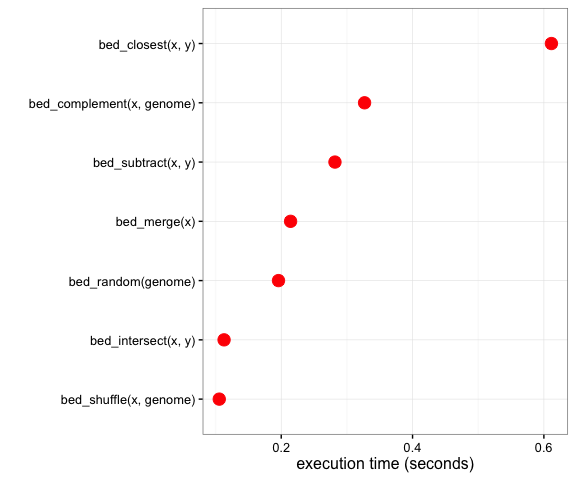 bed_closest(x, y)
bed_complement(x, genome)
bed_subtract(x, y)
bed_merge(x)
bed_random(genome)
bed_intersect(x, y)
bed_shuffle(x, genome)
0.2 0.4 0.6
execution time (seconds)